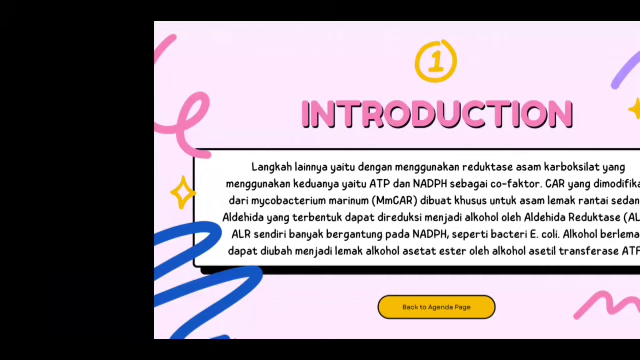 1
INTRODUCTION
Langkah lainnya yaitu dengan menggunakan reduktase asam karboksilat yang
menggunakan keduanya yaitu ATP dan NADPH sebagai co-faktor. CAR yang dimodifika
dari mycobacterium marinum (MmCAR) dibuat khusus untuk asam lemak rantai sedan
Aldehida yang terbentuk dapat direduksi menjadi alkohol oleh Aldehida Reduktase (AL
ALR sendiri banyak bergantung pada NADPH, seperti bacteri E. coli. Alkohol berlema
dapat diubah menjadi lemak alkohol asetat ester oleh alkohol asetil transferase ATF
Back to Agenda Page